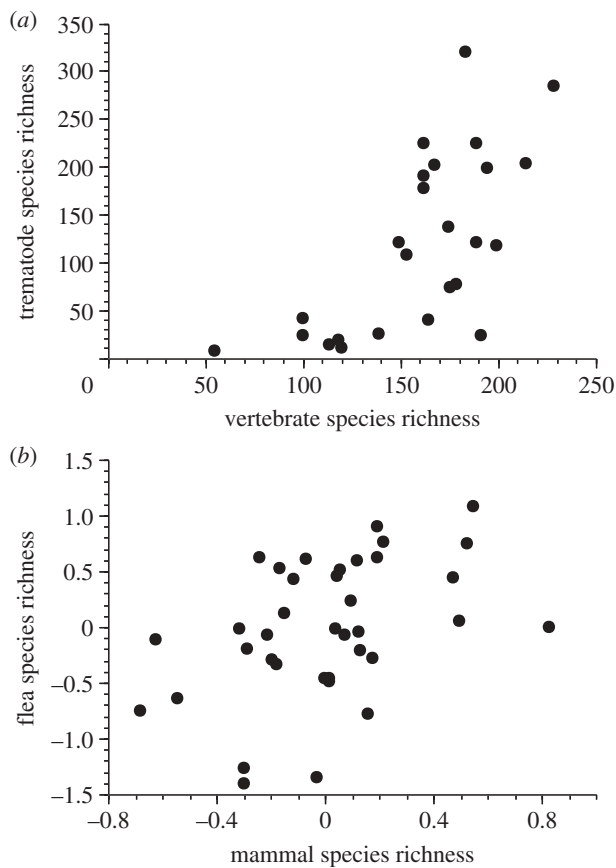 (a)
350
300
250
200
150
100
50
0
trematode species richness
50 100 150 200 250
vertebrate species richness
(b)
1.5
1.0
0.5
0
–0.5
–1.0
–1.5
flea species richness
–0.8 –0.4 0 0.4 0.8
mammal species richness